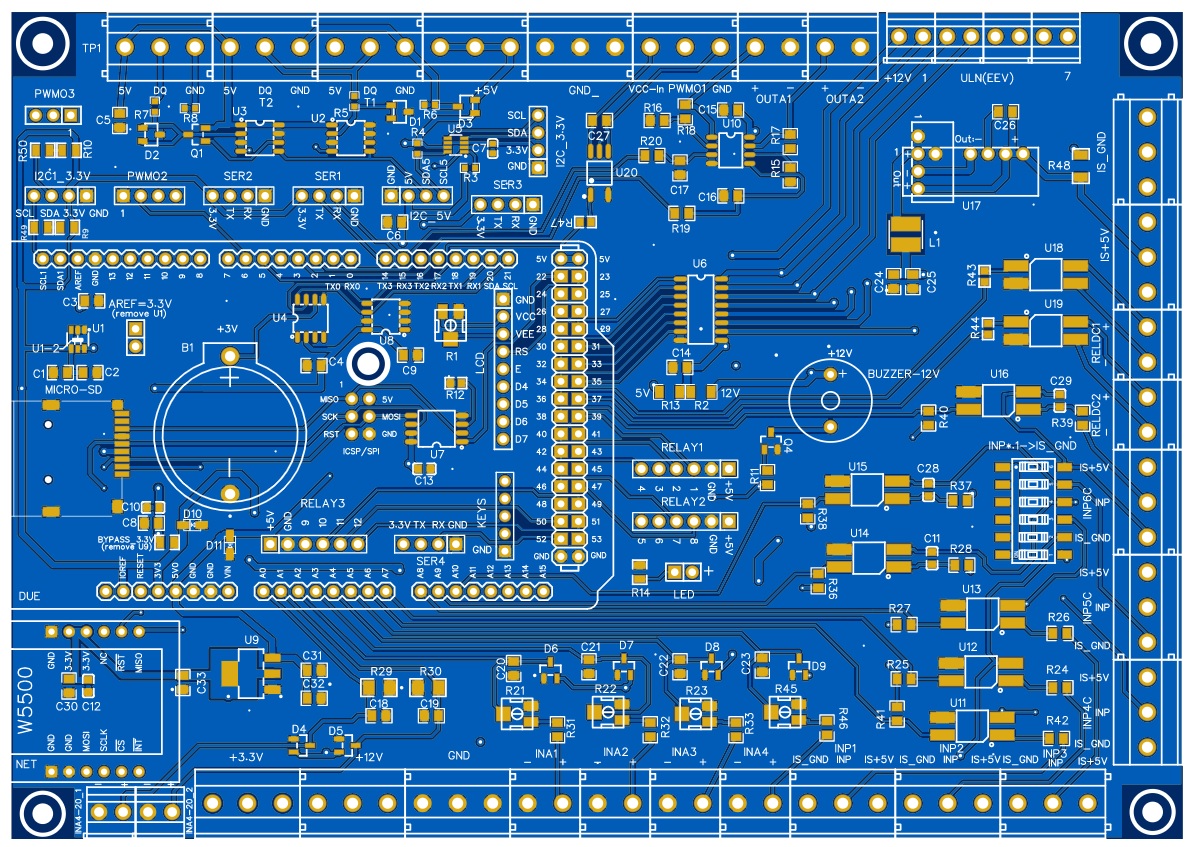 TP1
5V DQ GND 5V DQ GND 5V DQ GND +5V GND_ VCC-In PWMO1 GND + - OUTA1 + - OUTA2 +12V 1 ULN(EEV) 7
PWMO3
1
C5 R7 R8 D2 Q1 U3 T2 U2 R5 T1 D1 R6 D3
R4 U5 C7 R3
SCL
SDA
3.3V
GND
I2C_3.3V
C27 U20 R47
R16 R18 C15 U10 R20 C17 C16 R19 R17 R15
1 Out-- Out U17 C26 R48
IS_GND
R50 R10
I2C1_3.3V PWMO2 SER2 SER1 SER3
SCL SDA 3.3V GND
1
3.3V TX RX GND
3.3V TX RX GND
GND 5V SDA5 SCL5
I2C_5V
C6
3.3V TX RX GND
R49 R9
L1 C24 C25
IS+5V
SCL1 SDA1 AREF GND 13 12 11 10 9 8 7 6 5 4 3 2 1 0 14 15 16 17 18 19 20 21
TX0 RX0 TX3 RX3 TX2 RX2 TX1 RX1 SDA SCL
5V 5V
22 23
24 25
26 27
28 29
30 31
32 33
34 35
36 37
38 39
40 41
42 43
44 45
46 47
48 49
50 51
52 53
GND GND
C3 AREF=3.3V
(remove U1)
U1
U1-2
C1 C2
MICRO-SD
B1 +3V
U4 C4 U8 C9 R1 R12
GND
VCC
VEE
RS
E
D4
D5
D6
D7
LCD
1
MISO 5V
SCK MOSI
RST GND
ICSP/SPI
U7
C13
U6
C14
5V R13 R2 12V
BUZZER-12V
+12V
+
R43 U18
R44 U19
RELDC1
+
-
U16 C29 R39 R40
RELDC2
+
-
INP*.1->IS_GND
IS+5V
INP
IS_GND
INP6C
RELAY1
4 3 2 1 GND +5V
RELAY2
5 6 7 8 GND +5V
Q4 R11
U15 C28 R37 R38
U14 C11 R28 R36
C10
C8
D10
BYPASS_3.3V
(remove U9)
D11
RELAY3
+5V GND 9 10 11 12
3.3V TX RX GND
SER4
KEYS
GND
R14 LED +
IS+5V
INP
IS_GND
INP5C
IOREF RESET 3V3 5V0 GND GND VIN A0 A1 A2 A3 A4 A5 A6 A7 A8 A9 A10 A11 A12 A13 A14 A15
DUE
R27 U13 R26
R25 U12 R24
R41 U11 R42
IS+5V
INP
IS_GND
INP4C
GND 3.3V 3.3V NC RST MISO
W5500
C30 C12
GND GND MOSI SCLK CS INT
NET
C33 U9 C31 C32
R29 R30
C18 C19
D4 D5
+3.3V +12V GND
C20 D6 R21 R31
C21 D7 R22 R32
C22 D8 R23 R33
C23 D9 R45 R46
INA1 INA2 INA3 INA4 INP1 INP2 INP3
- + - + - + - + IS_GND INP IS+5V IS_GND INP IS+5V IS_GND INP IS+5V
INA4-20_1 - + - + INA4-20_2